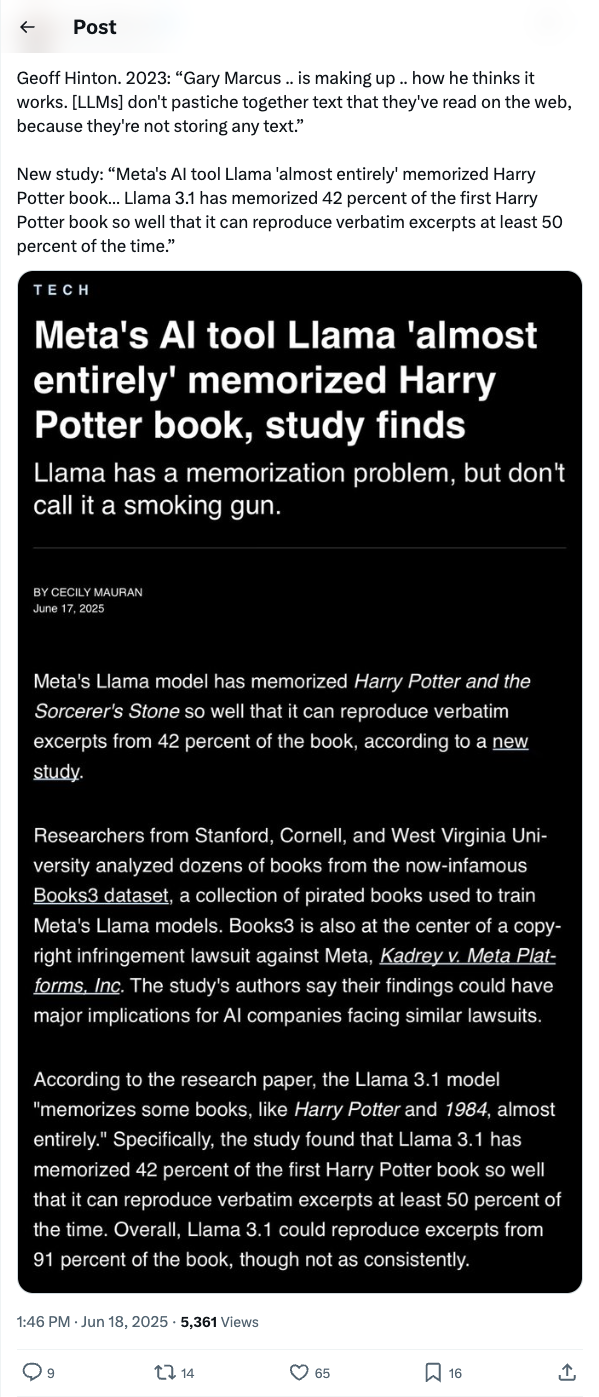 Post
Geoff Hinton. 2023: “Gary Marcus .. is making up .. how he thinks it
works. [LLMs] don't pastiche together text that they've read on the web,
because they're not storing any text.”
New study: “Meta's AI tool Llama 'almost entirely' memorized Harry
Potter book... Llama 3.1 has memorized 42 percent of the first Harry
Potter book so well that it can reproduce verbatim excerpts at least 50
percent of the time.”
TECH
Meta's AI tool Llama 'almost
entirely' memorized Harry
Potter book, study finds
Llama has a memorization problem, but don't
call it a smoking gun.
BY CECILY MAURAN
June 17, 2025
Meta's Llama model has memorized Harry Potter and the
Sorcerer's Stone so well that it can reproduce verbatim
excerpts from 42 percent of the book, according to a new
study.
Researchers from Stanford, Cornell, and West Virginia Uni-
versity analyzed dozens of books from the now-infamous
Books3 dataset, a collection of pirated books used to train
Meta's Llama models. Books3 is also at the center of a copy-
right infringement lawsuit against Meta, Kadrey v. Meta Plat-
forms, Inc. The study's authors say their findings could have
major implications for AI companies facing similar lawsuits.
According to the research paper, the Llama 3.1 model
"memorizes some books, like Harry Potter and 1984, almost
entirely." Specifically, the study found that Llama 3.1 has
memorized 42 percent of the first Harry Potter book so well
that it can reproduce verbatim excerpts at least 50 percent of
the time. Overall, Llama 3.1 could reproduce excerpts from
91 percent of the book, though not as consistently.
1:46 PM · Jun 18, 2025 · 5,361 Views
9 14 65 16